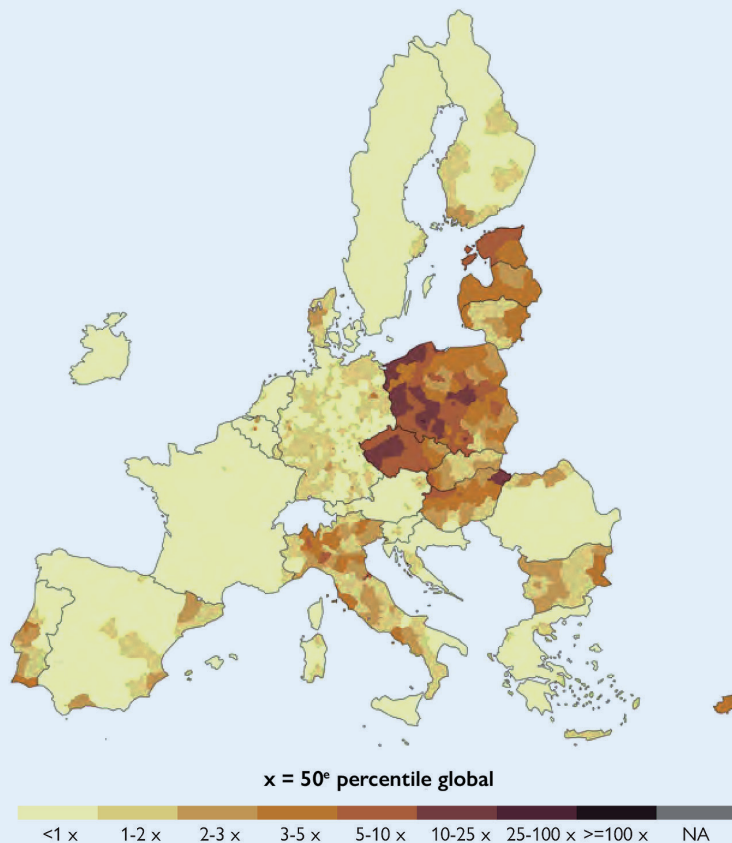 x = 50ᵉ percentile global
<1 x 1-2 x 2-3 x 3-5 x 5-10 x 10-25 x 25-100 x >=100 x NA